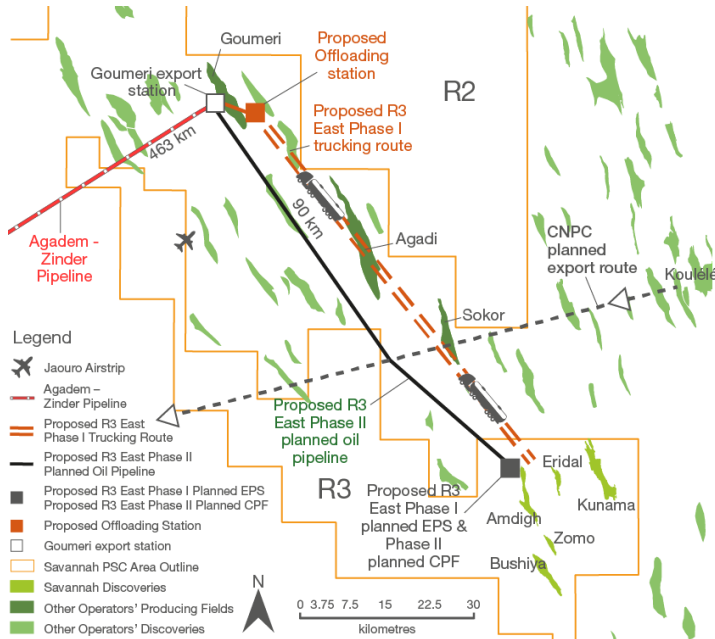 Goumeri
Proposed
Offloading
station
Goumeri export
station
R2
Proposed R3
East Phase I
trucking route
463 km
90 km
Agadem -
Zinder
Pipeline
Agadi
CNPC
planned
export route
Koulélé
Sokor
Legend
Jaouro Airstrip
Agadem –
Zinder Pipeline
Proposed R3 East
Phase I Trucking Route
Proposed R3 East Phase II
Planned Oil Pipeline
Proposed R3 East Phase I Planned EPS
Proposed R3 East Phase II Planned CPF
Proposed Offloading Station
Goumeri export station
Savannah PSC Area Outline
Savannah Discoveries
Other Operators' Producing Fields
Other Operators' Discoveries
Proposed R3
East Phase II
planned oil
pipeline
R3
Proposed R3
East Phase I
planned EPS &
Phase II
planned CPF
Eridal
Kunama
Amdigh
Zomo
Bushiya
N
0 3.75 7.5 15 22.5 30
kilometres